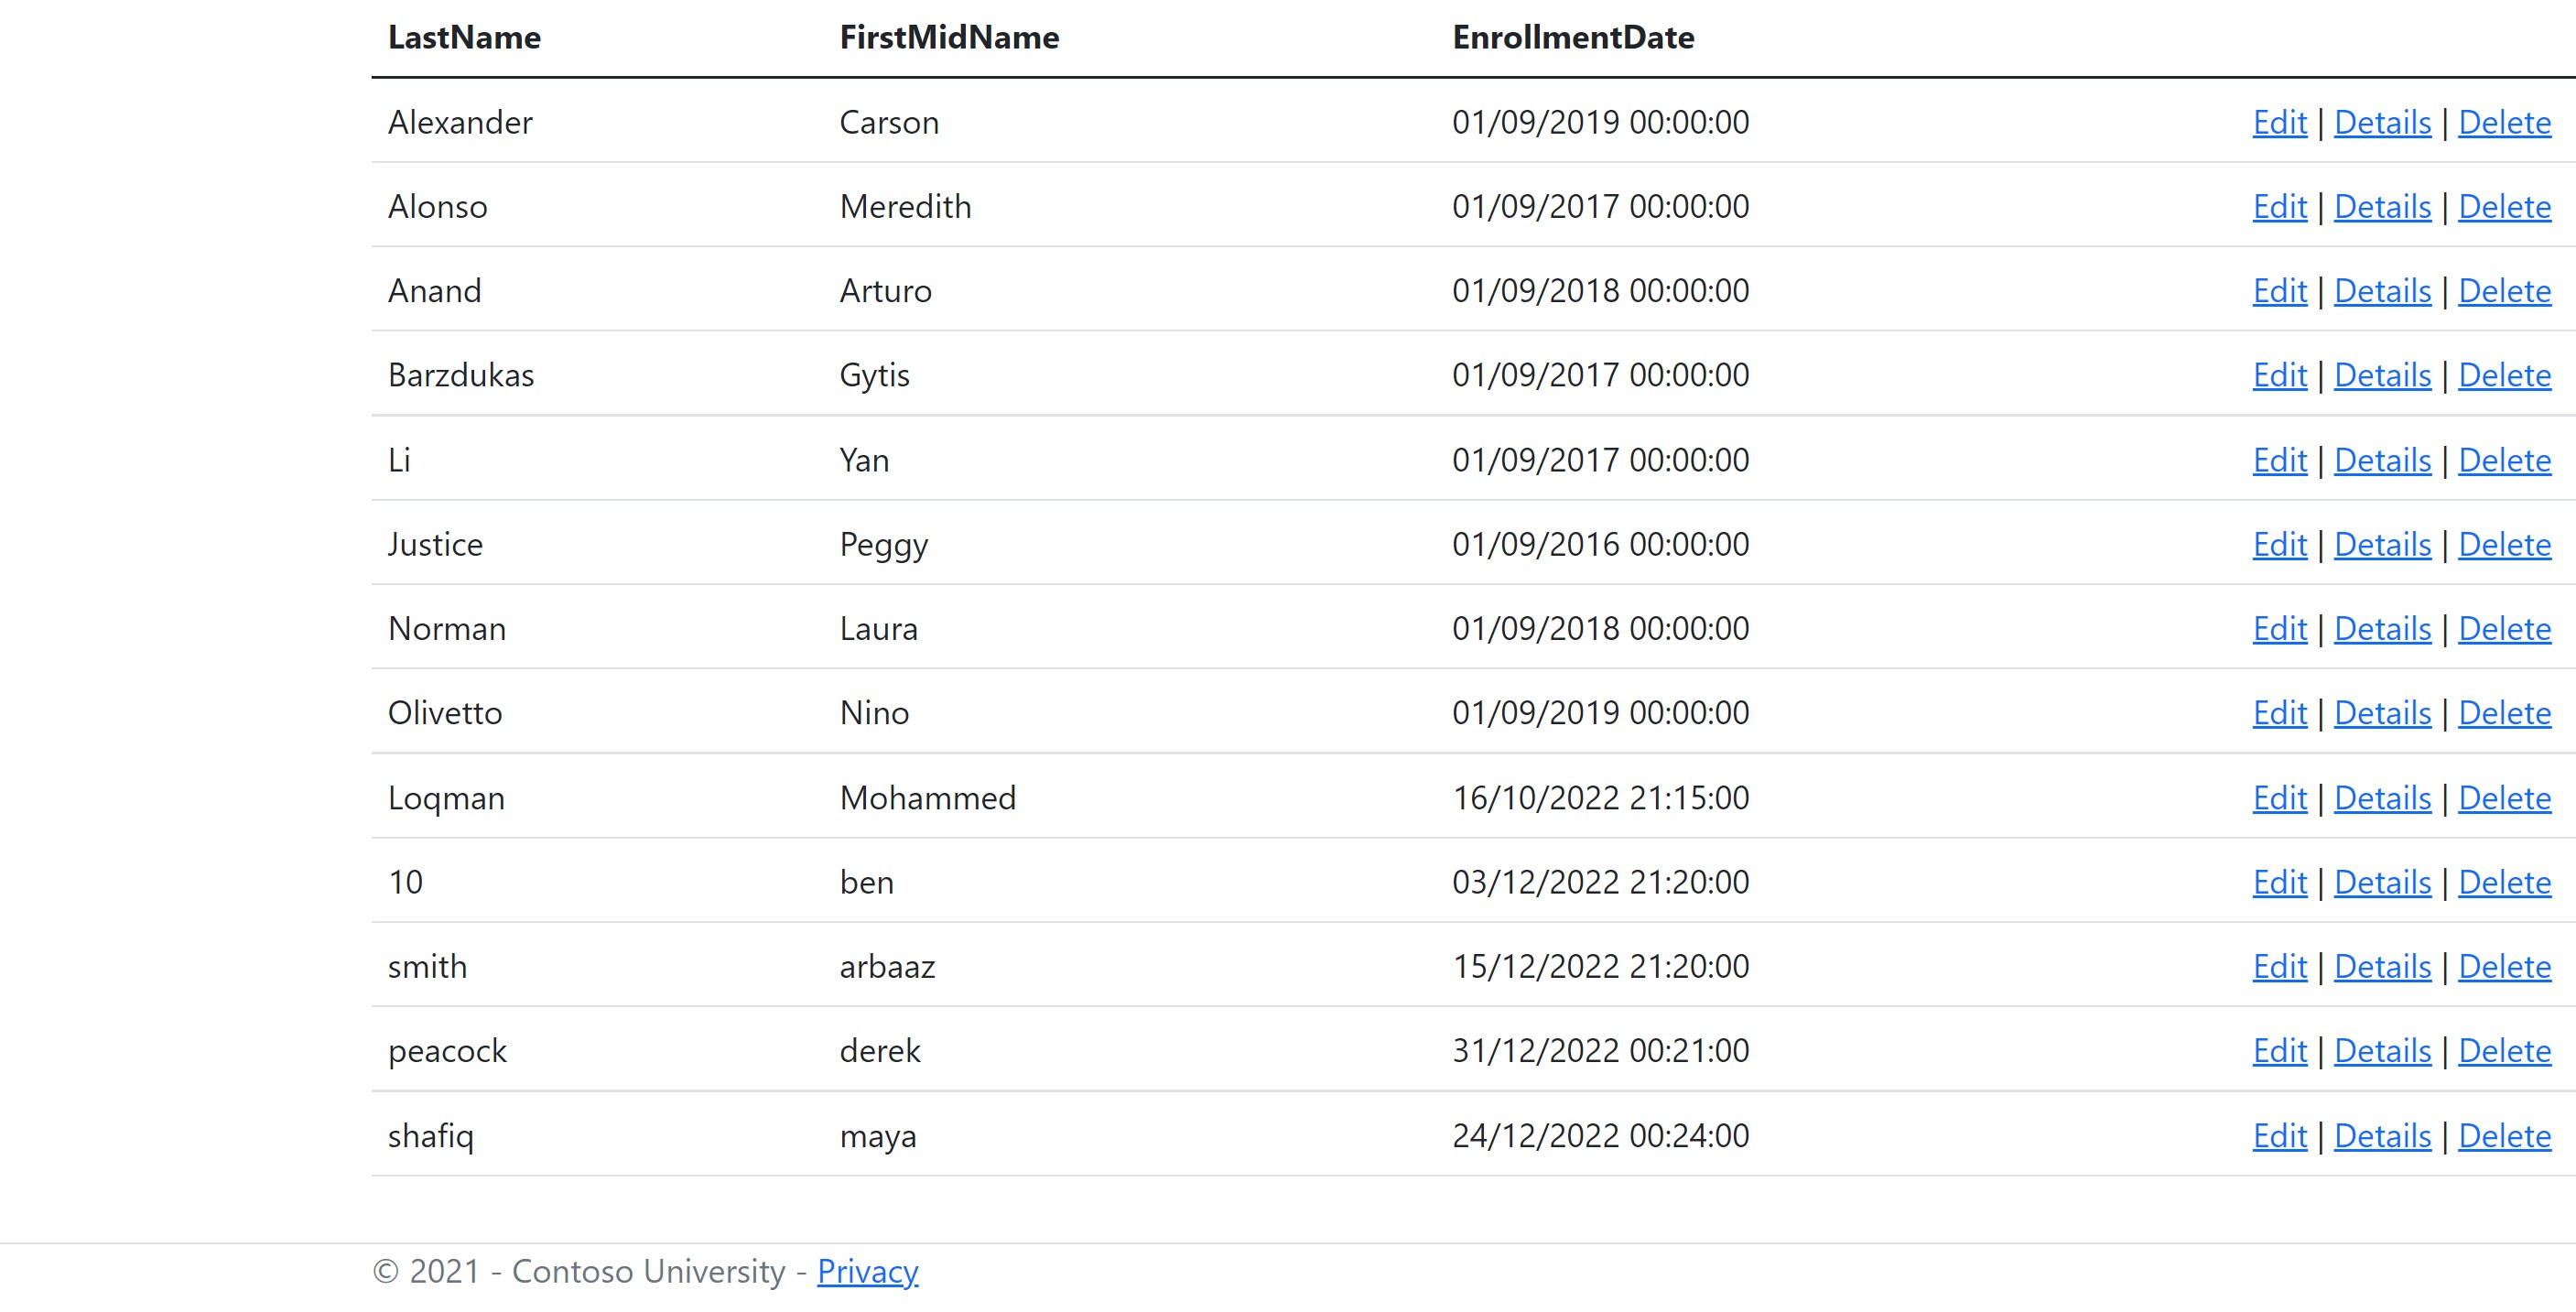 LastName FirstMidName EnrollmentDate
Alexander Carson 01/09/2019 00:00:00 Edit | Details | Delete
Alonso Meredith 01/09/2017 00:00:00 Edit | Details | Delete
Anand Arturo 01/09/2018 00:00:00 Edit | Details | Delete
Barzdukas Gytis 01/09/2017 00:00:00 Edit | Details | Delete
Li Yan 01/09/2017 00:00:00 Edit | Details | Delete
Justice Peggy 01/09/2016 00:00:00 Edit | Details | Delete
Norman Laura 01/09/2018 00:00:00 Edit | Details | Delete
Olivetto Nino 01/09/2019 00:00:00 Edit | Details | Delete
Loqman Mohammed 16/10/2022 21:15:00 Edit | Details | Delete
10 ben 03/12/2022 21:20:00 Edit | Details | Delete
smith arbaaz 15/12/2022 21:20:00 Edit | Details | Delete
peacock derek 31/12/2022 00:21:00 Edit | Details | Delete
shafiq maya 24/12/2022 00:24:00 Edit | Details | Delete
© 2021 - Contoso University - Privacy